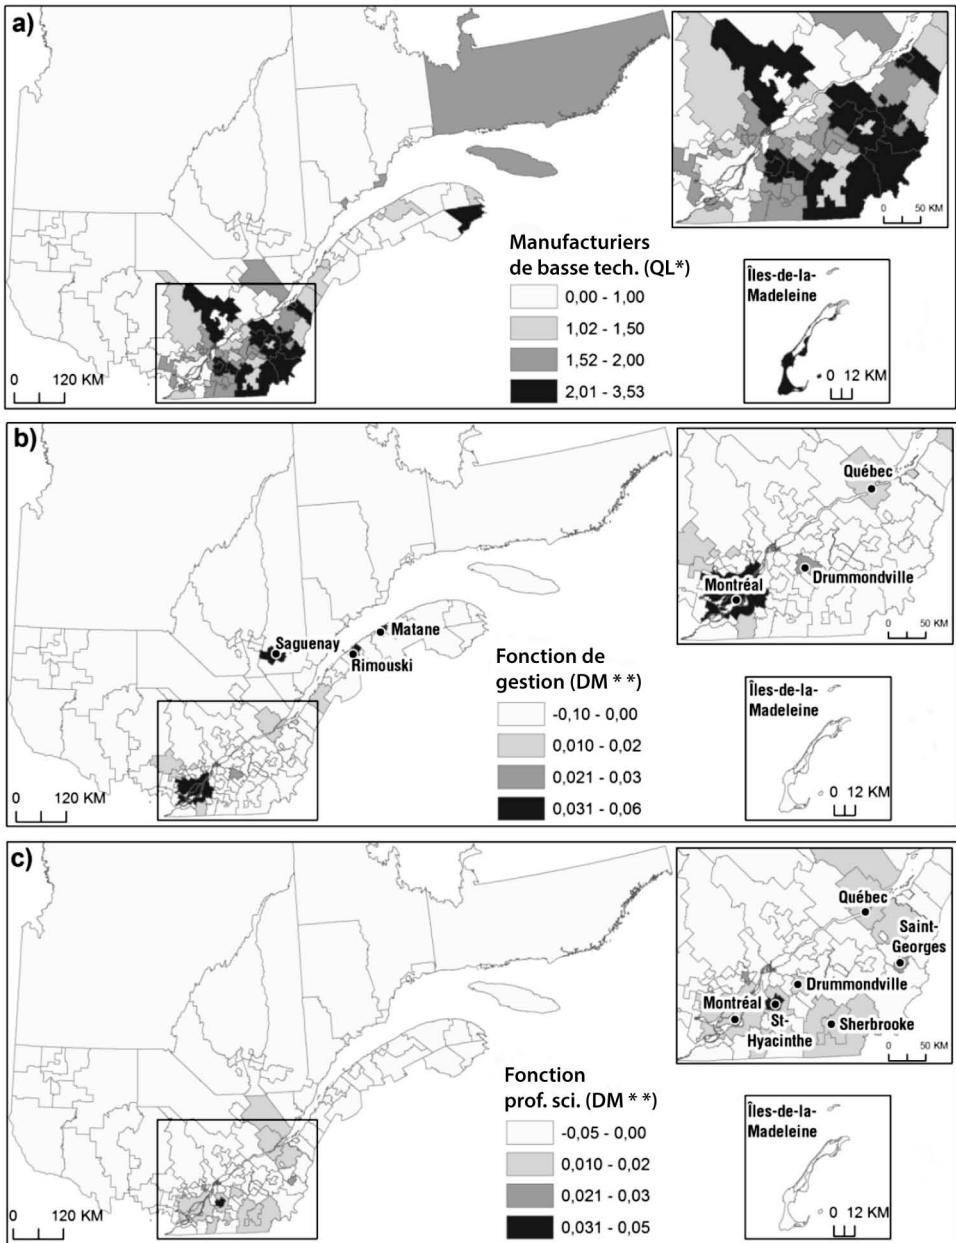 a)
Manufacturiers
de basse tech. (QL*)
0,00 - 1,00
1,02 - 1,50
1,52 - 2,00
2,01 - 3,53
0 120 KM
0 50 KM
Îles-de-la-
Madeleine
0 12 KM
b)
Saguenay
Matane
Rimouski
Fonction de
gestion (DM * *)
-0,10 - 0,00
0,010 - 0,02
0,021 - 0,03
0,031 - 0,06
0 120 KM
Québec
Drummondville
Montréal
0 50 KM
Îles-de-la-
Madeleine
0 12 KM
c)
Fonction
prof. sci. (DM * *)
-0,05 - 0,00
0,010 - 0,02
0,021 - 0,03
0,031 - 0,05
0 120 KM
Québec
Saint-
Georges
Drummondville
Montréal
St-
Hyacinthe
Sherbrooke
0 50 KM
Îles-de-la-
Madeleine
0 12 KM